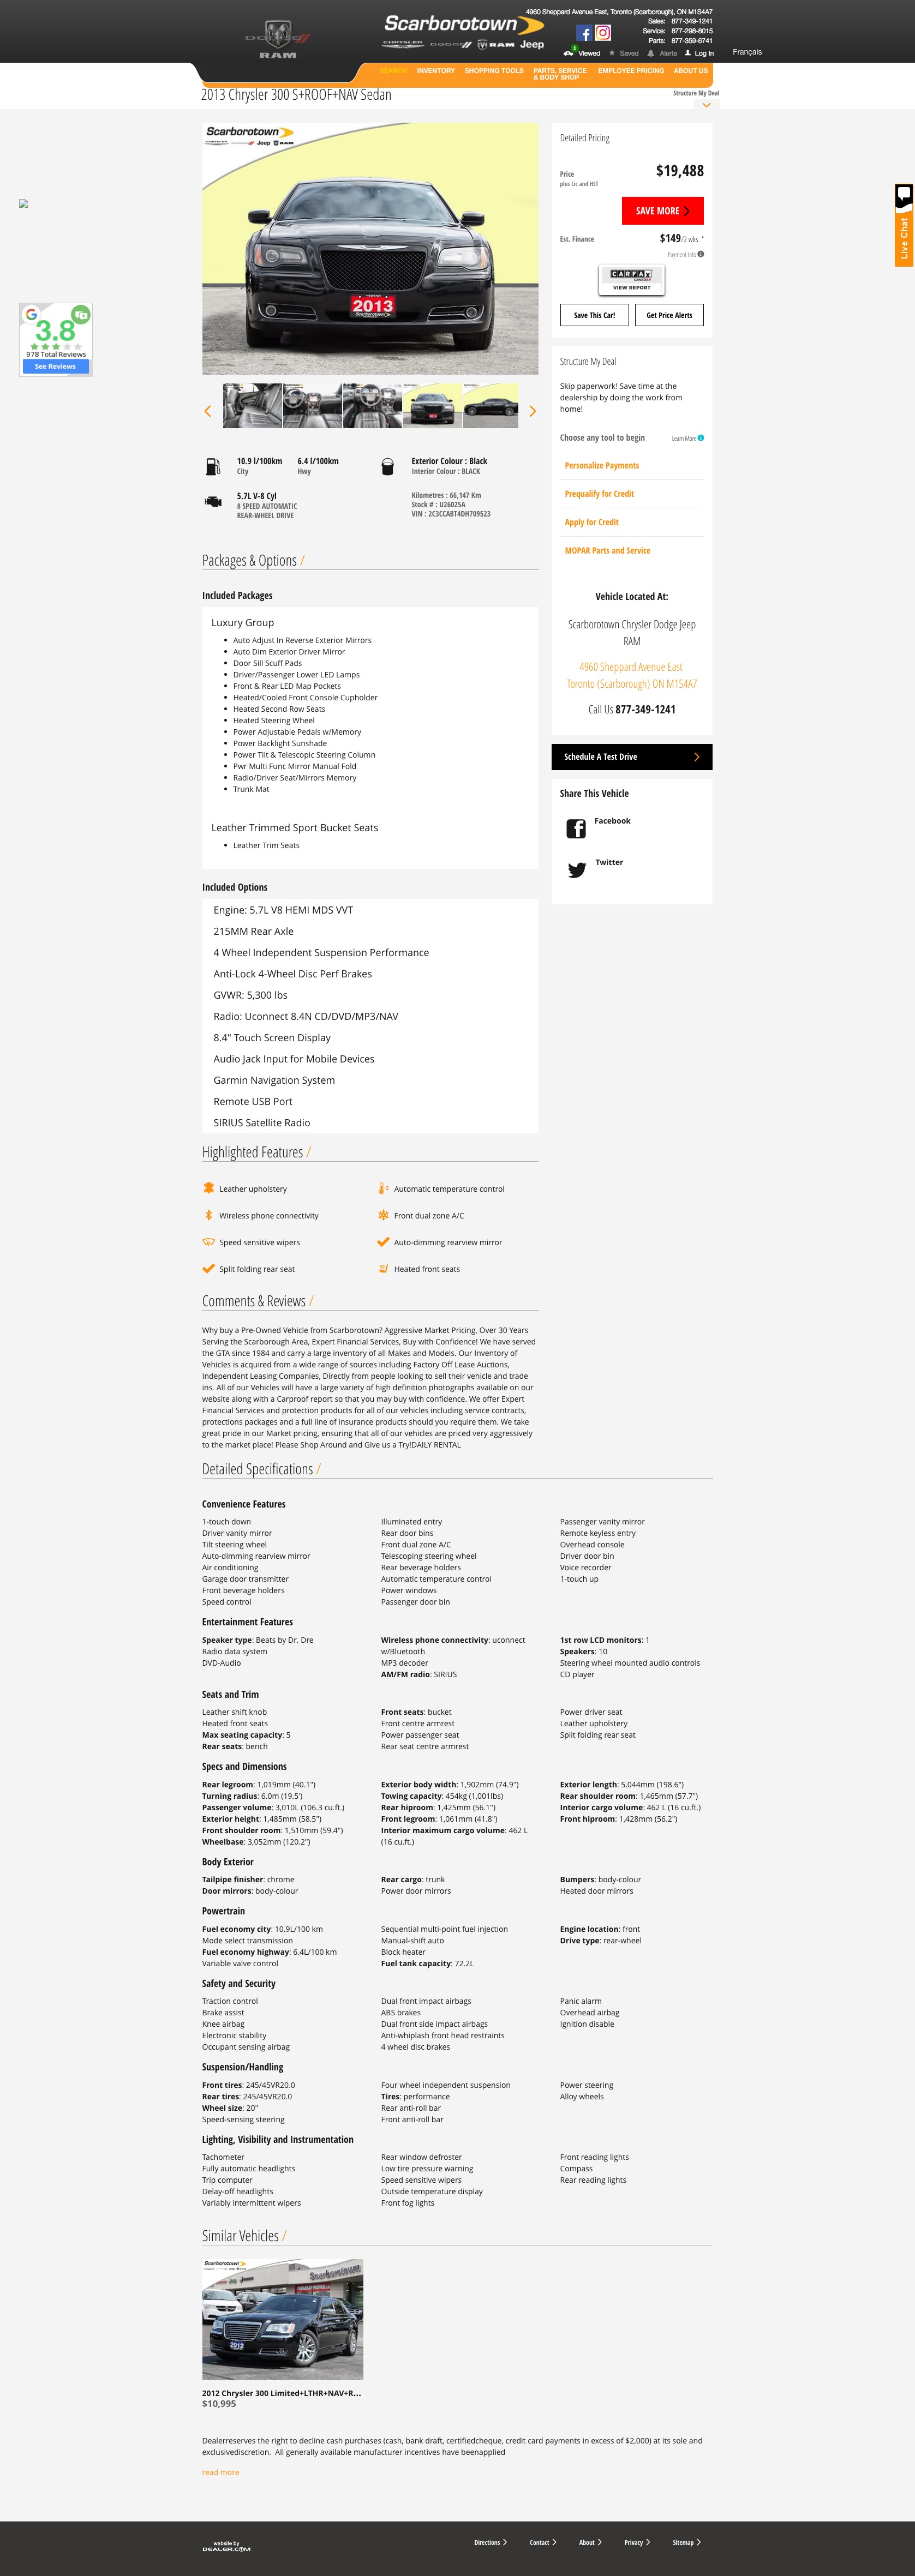 4960 Sheppard Avenue East, Toronto (Scarborough), ON M1S4A7
Sales: 877-349-1241
Service: 877-298-8015
Parts: 877-359-6741
DODGE
RAM
Scarborotown
CHRYSLER DODGE RAM Jeep
1 Viewed Saved Alerts Log In Français
SEARCH INVENTORY SHOPPING TOOLS PARTS, SERVICE & BODY SHOP EMPLOYEE PRICING ABOUT US
2013 Chrysler 300 S+ROOF+NAV Sedan
Structure My Deal
Scarborotown
2013
Scarborotown
Detailed Pricing
Price
plus Lic and HST
$19,488
SAVE MORE
Est. Finance
$149/2 wks. *
Payment Info
CARFAX
CANADA
VIEW REPORT
Save This Car!
Get Price Alerts
Live Chat
G
3.8
978 Total Reviews
See Reviews
Structure My Deal
Skip paperwork! Save time at the
dealership by doing the work from
home!
Choose any tool to begin
Learn More
Personalize Payments
Prequalify for Credit
Apply for Credit
MOPAR Parts and Service
Vehicle Located At:
Scarborotown Chrysler Dodge Jeep
RAM
4960 Sheppard Avenue East
Toronto (Scarborough) ON M1S4A7
Call Us 877-349-1241
Schedule A Test Drive
Share This Vehicle
Facebook
Twitter
10.9 l/100km
City
6.4 l/100km
Hwy
Exterior Colour : Black
Interior Colour : BLACK
5.7L V-8 Cyl
8 SPEED AUTOMATIC
REAR-WHEEL DRIVE
Kilometres : 66,147 Km
Stock # : U26025A
VIN : 2C3CCABT4DH709523
Packages & Options /
Included Packages
Luxury Group
Auto Adjust In Reverse Exterior Mirrors
Auto Dim Exterior Driver Mirror
Door Sill Scuff Pads
Driver/Passenger Lower LED Lamps
Front & Rear LED Map Pockets
Heated/Cooled Front Console Cupholder
Heated Second Row Seats
Heated Steering Wheel
Power Adjustable Pedals w/Memory
Power Backlight Sunshade
Power Tilt & Telescopic Steering Column
Pwr Multi Func Mirror Manual Fold
Radio/Driver Seat/Mirrors Memory
Trunk Mat
Leather Trimmed Sport Bucket Seats
Leather Trim Seats
Included Options
Engine: 5.7L V8 HEMI MDS VVT
215MM Rear Axle
4 Wheel Independent Suspension Performance
Anti-Lock 4-Wheel Disc Perf Brakes
GVWR: 5,300 lbs
Radio: Uconnect 8.4N CD/DVD/MP3/NAV
8.4" Touch Screen Display
Audio Jack Input for Mobile Devices
Garmin Navigation System
Remote USB Port
SIRIUS Satellite Radio
Highlighted Features /
Leather upholstery
Automatic temperature control
Wireless phone connectivity
Front dual zone A/C
Speed sensitive wipers
Auto-dimming rearview mirror
Split folding rear seat
Heated front seats
Comments & Reviews /
Why buy a Pre-Owned Vehicle from Scarborotown? Aggressive Market Pricing, Over 30 Years
Serving the Scarborough Area, Expert Financial Services, Buy with Confidence! We have served
the GTA since 1984 and carry a large inventory of all Makes and Models. Our Inventory of
Vehicles is acquired from a wide range of sources including Factory Off Lease Auctions,
Independent Leasing Companies, Directly from people looking to sell their vehicle and trade
ins. All of our Vehicles will have a large variety of high definition photographs available on our
website along with a Carproof report so that you may buy with confidence. We offer Expert
Financial Services and protection products for all of our vehicles including service contracts,
protections packages and a full line of insurance products should you require them. We take
great pride in our Market pricing, ensuring that all of our vehicles are priced very aggressively
to the market place! Please Shop Around and Give us a Try!DAILY RENTAL
Detailed Specifications /
Convenience Features
1-touch down
Driver vanity mirror
Tilt steering wheel
Auto-dimming rearview mirror
Air conditioning
Garage door transmitter
Front beverage holders
Speed control
Illuminated entry
Rear door bins
Front dual zone A/C
Telescoping steering wheel
Rear beverage holders
Automatic temperature control
Power windows
Passenger door bin
Passenger vanity mirror
Remote keyless entry
Overhead console
Driver door bin
Voice recorder
1-touch up
Entertainment Features
Speaker type: Beats by Dr. Dre
Radio data system
DVD-Audio
Wireless phone connectivity: uconnect
w/Bluetooth
MP3 decoder
AM/FM radio: SIRIUS
1st row LCD monitors: 1
Speakers: 10
Steering wheel mounted audio controls
CD player
Seats and Trim
Leather shift knob
Heated front seats
Max seating capacity: 5
Rear seats: bench
Front seats: bucket
Front centre armrest
Power passenger seat
Rear seat centre armrest
Power driver seat
Leather upholstery
Split folding rear seat
Specs and Dimensions
Rear legroom: 1,019mm (40.1")
Turning radius: 6.0m (19.5')
Passenger volume: 3,010L (106.3 cu.ft.)
Exterior height: 1,485mm (58.5")
Front shoulder room: 1,510mm (59.4")
Wheelbase: 3,052mm (120.2")
Exterior body width: 1,902mm (74.9")
Towing capacity: 454kg (1,001lbs)
Rear hiproom: 1,425mm (56.1")
Front legroom: 1,061mm (41.8")
Interior maximum cargo volume: 462 L
(16 cu.ft.)
Exterior length: 5,044mm (198.6")
Rear shoulder room: 1,465mm (57.7")
Interior cargo volume: 462 L (16 cu.ft.)
Front hiproom: 1,428mm (56.2")
Body Exterior
Tailpipe finisher: chrome
Door mirrors: body-colour
Rear cargo: trunk
Power door mirrors
Bumpers: body-colour
Heated door mirrors
Powertrain
Fuel economy city: 10.9L/100 km
Mode select transmission
Fuel economy highway: 6.4L/100 km
Variable valve control
Sequential multi-point fuel injection
Manual-shift auto
Block heater
Fuel tank capacity: 72.2L
Engine location: front
Drive type: rear-wheel
Safety and Security
Traction control
Brake assist
Knee airbag
Electronic stability
Occupant sensing airbag
Dual front impact airbags
ABS brakes
Dual front side impact airbags
Anti-whiplash front head restraints
4 wheel disc brakes
Panic alarm
Overhead airbag
Ignition disable
Suspension/Handling
Front tires: 245/45VR20.0
Rear tires: 245/45VR20.0
Wheel size: 20"
Speed-sensing steering
Four wheel independent suspension
Tires: performance
Rear anti-roll bar
Front anti-roll bar
Power steering
Alloy wheels
Lighting, Visibility and Instrumentation
Tachometer
Fully automatic headlights
Trip computer
Delay-off headlights
Variably intermittent wipers
Rear window defroster
Low tire pressure warning
Speed sensitive wipers
Outside temperature display
Front fog lights
Front reading lights
Compass
Rear reading lights
Similar Vehicles /
Scarborotown
Scarborotown
2012
2012 Chrysler 300 Limited+LTHR+NAV+R...
$10,995
Dealerreserves the right to decline cash purchases (cash, bank draft, certifiedcheque, credit card payments in excess of $2,000) at its sole and
exclusivediscretion. All generally available manufacturer incentives have beenapplied
read more
website by
DEALER.COM
Directions Contact About Privacy Sitemap